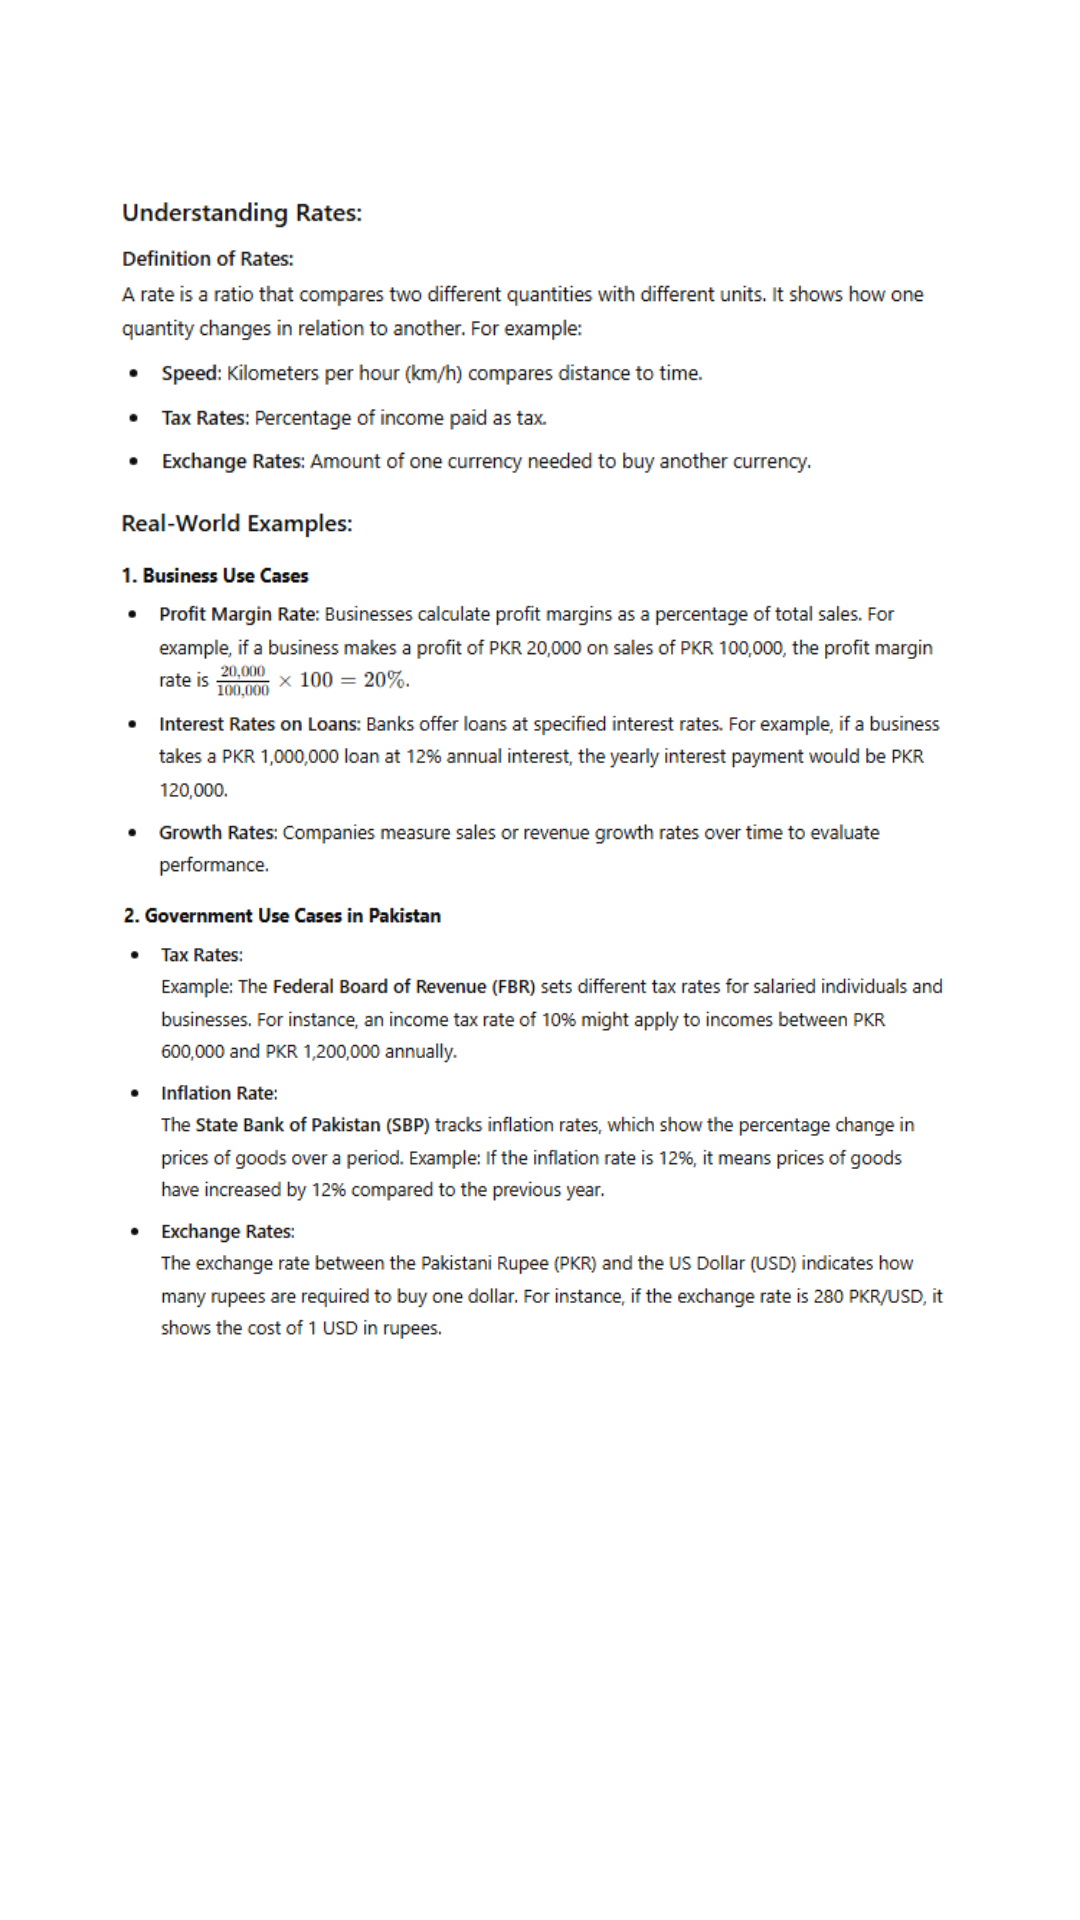 Understanding Rates:
Definition of Rates:
A rate is a ratio that compares two different quantities with different units. It shows how one
quantity changes in relation to another. For example:
• Speed: Kilometers per hour (km/h) compares distance to time.
• Tax Rates: Percentage of income paid as tax.
• Exchange Rates: Amount of one currency needed to buy another currency.
Real-World Examples:
1. Business Use Cases
• Profit Margin Rate: Businesses calculate profit margins as a percentage of total sales. For
example, if a business makes a profit of PKR 20,000 on sales of PKR 100,000, the profit margin
rate is 20,000/100,000 × 100 = 20%.
• Interest Rates on Loans: Banks offer loans at specified interest rates. For example, if a business
takes a PKR 1,000,000 loan at 12% annual interest, the yearly interest payment would be PKR
120,000.
• Growth Rates: Companies measure sales or revenue growth rates over time to evaluate
performance.
2. Government Use Cases in Pakistan
• Tax Rates:
Example: The Federal Board of Revenue (FBR) sets different tax rates for salaried individuals and
businesses. For instance, an income tax rate of 10% might apply to incomes between PKR
600,000 and PKR 1,200,000 annually.
• Inflation Rate:
The State Bank of Pakistan (SBP) tracks inflation rates, which show the percentage change in
prices of goods over a period. Example: If the inflation rate is 12%, it means prices of goods
have increased by 12% compared to the previous year.
• Exchange Rates:
The exchange rate between the Pakistani Rupee (PKR) and the US Dollar (USD) indicates how
many rupees are required to buy one dollar. For instance, if the exchange rate is 280 PKR/USD, it
shows the cost of 1 USD in rupees.